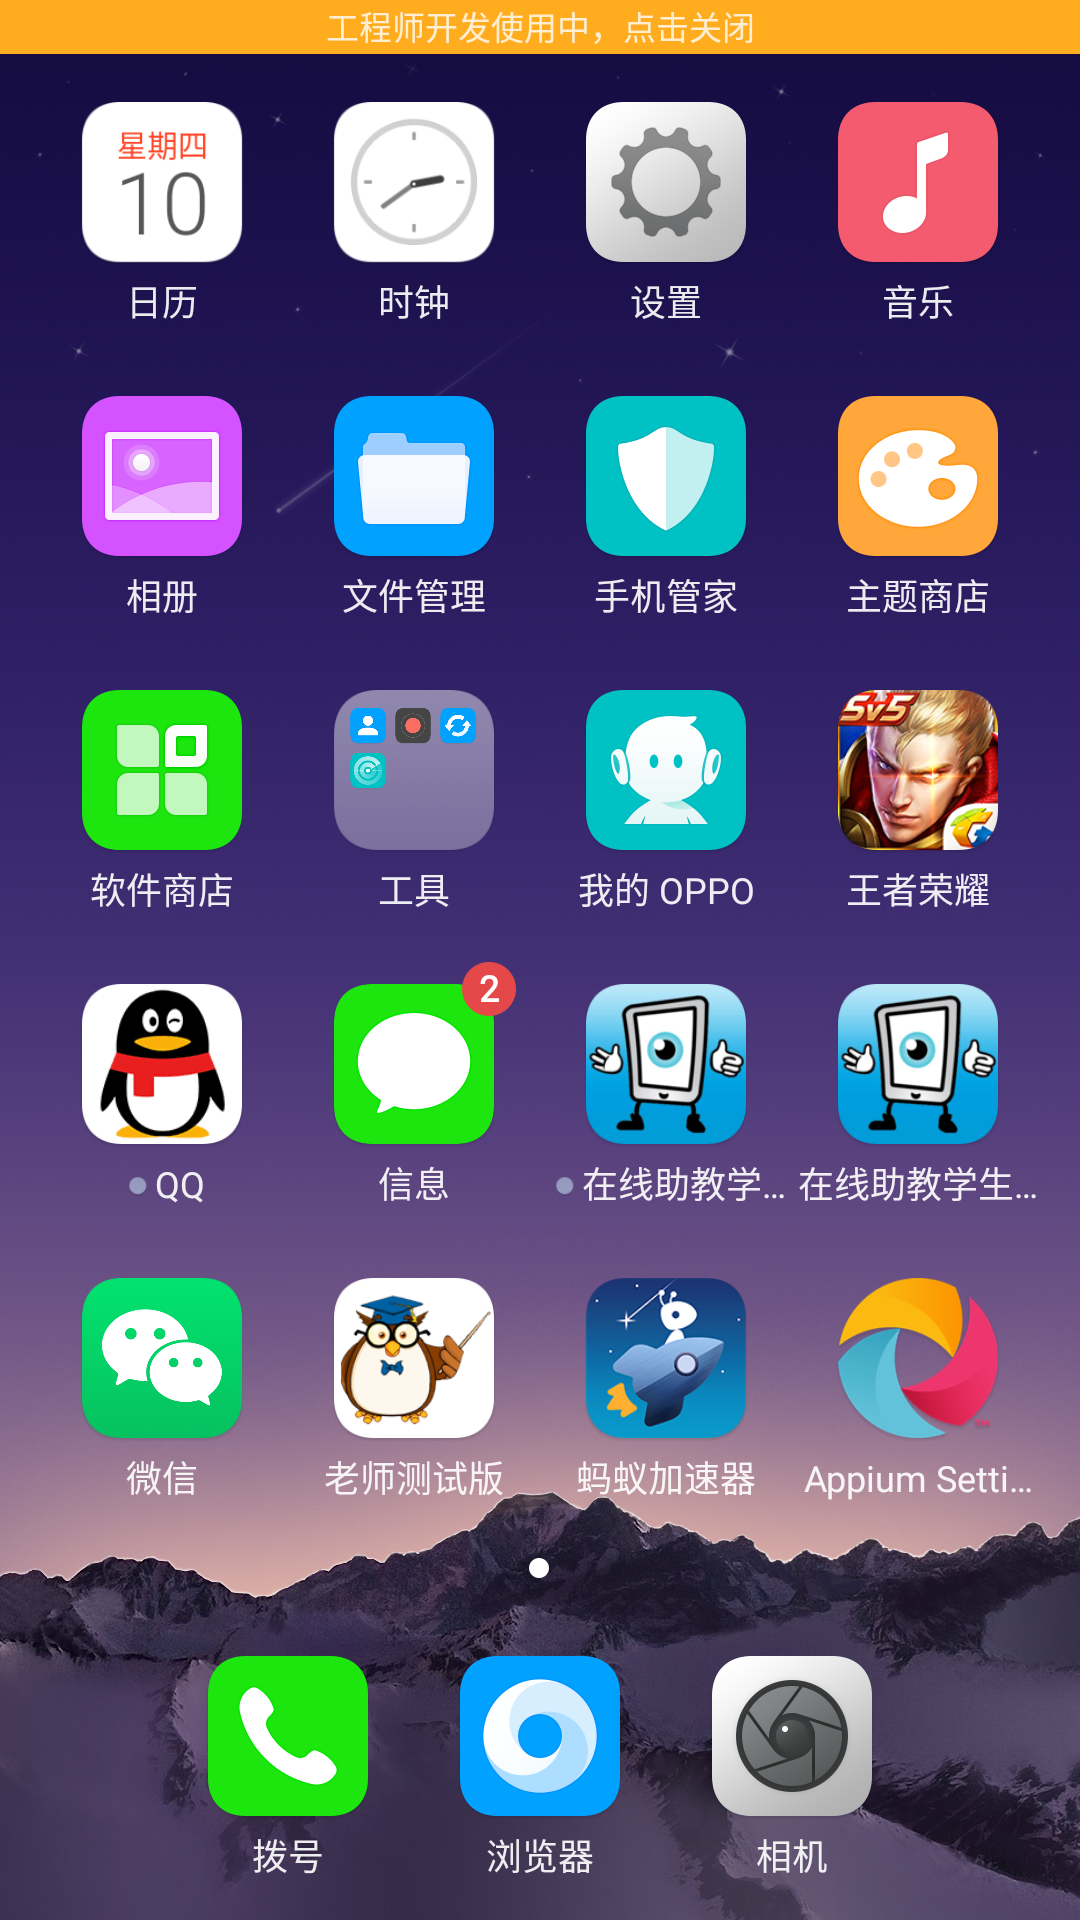 工程师开发使用中，点击关闭
星期四
10
日历
时钟
设置
音乐
相册
文件管理
手机管家
主题商店
5v5
软件商店
工具
我的 OPPO
王者荣耀
2
QQ
信息
在线助教学...
在线助教学生...
微信
老师测试版
蚂蚁加速器
Appium Setti...
拨号
浏览器
相机